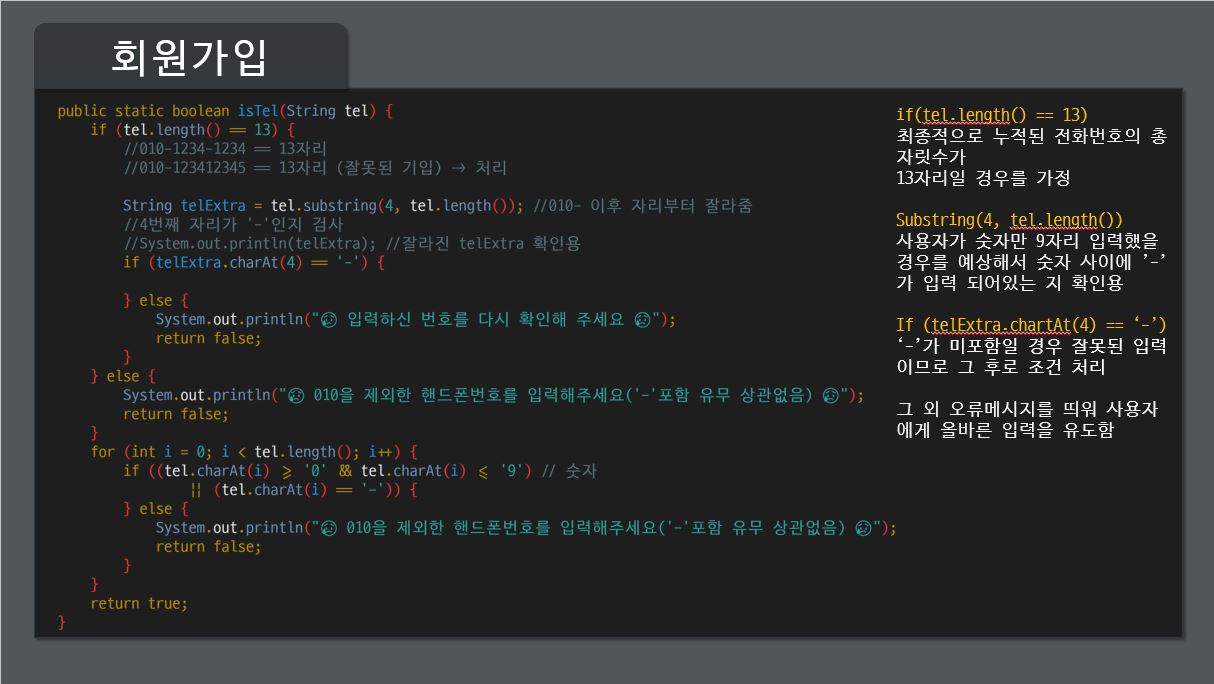 회원가입
public static boolean isTel(String tel) {
if (tel.length() == 13) {
//010-1234-1234 == 13자리
//010-123412345 == 13자리 (잘못된 기입) -> 처리
String telExtra = tel.substring(4, tel.length()); //010- 이후 자리부터 잘라줌
//4번째 자리가 '-'인지 검사
//System.out.println(telExtra); //잘라진 telExtra 확인용
if (telExtra.charAt(4) == '-') {
} else {
System.out.println("😥 입력하신 번호를 다시 확인해 주세요 😥");
return false;
}
} else {
System.out.println("😥 010을 제외한 핸드폰번호를 입력해주세요('-'포함 유무 상관없음) 😥");
return false;
}
for (int i = 0; i < tel.length(); i++) {
if ((tel.charAt(i) >= '0' && tel.charAt(i) <= '9') // 숫자
|| (tel.charAt(i) == '-')) {
} else {
System.out.println("😥 010을 제외한 핸드폰번호를 입력해주세요('-'포함 유무 상관없음) 😥");
return false;
}
}
return true;
}
if(tel.length() == 13)
최종적으로 누적된 전화번호의 총
자릿수가
13자리일 경우를 가정
Substring(4, tel.length())
사용자가 숫자만 9자리 입력했을
경우를 예상해서 숫자 사이에 '-'
가 입력 되어있는 지 확인용
If (telExtra.chartAt(4) == ‘-’)
‘-’가 미포함일 경우 잘못된 입력
이므로 그 후로 조건 처리
그 외 오류메시지를 띄워 사용자
에게 올바른 입력을 유도함